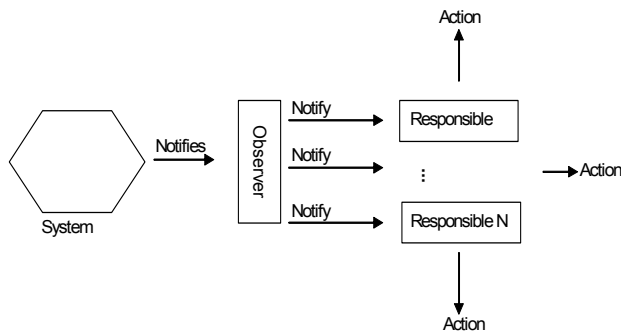 Action
Notify
Responsible
Notifies
Observer
Notify
...
Action
Notify
Responsible N
System
Action